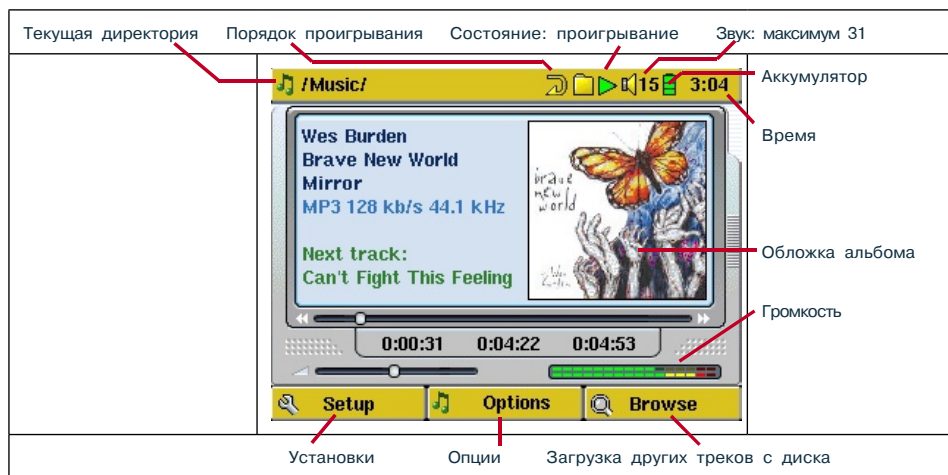 Текущая директория Порядок проигрывания Состояние: проигрывание Звук: максимум 31
/Music/ 15 3:04
Аккумулятор
Время
Wes Burden
Brave New World
Mirror
MP3 128 kb/s 44.1 kHz
Next track:
Can't Fight This Feeling
brave
new
world
Обложка альбома
Громкость
0:00:31 0:04:22 0:04:53
Setup Options Browse
Установки Опции Загрузка других треков с диска